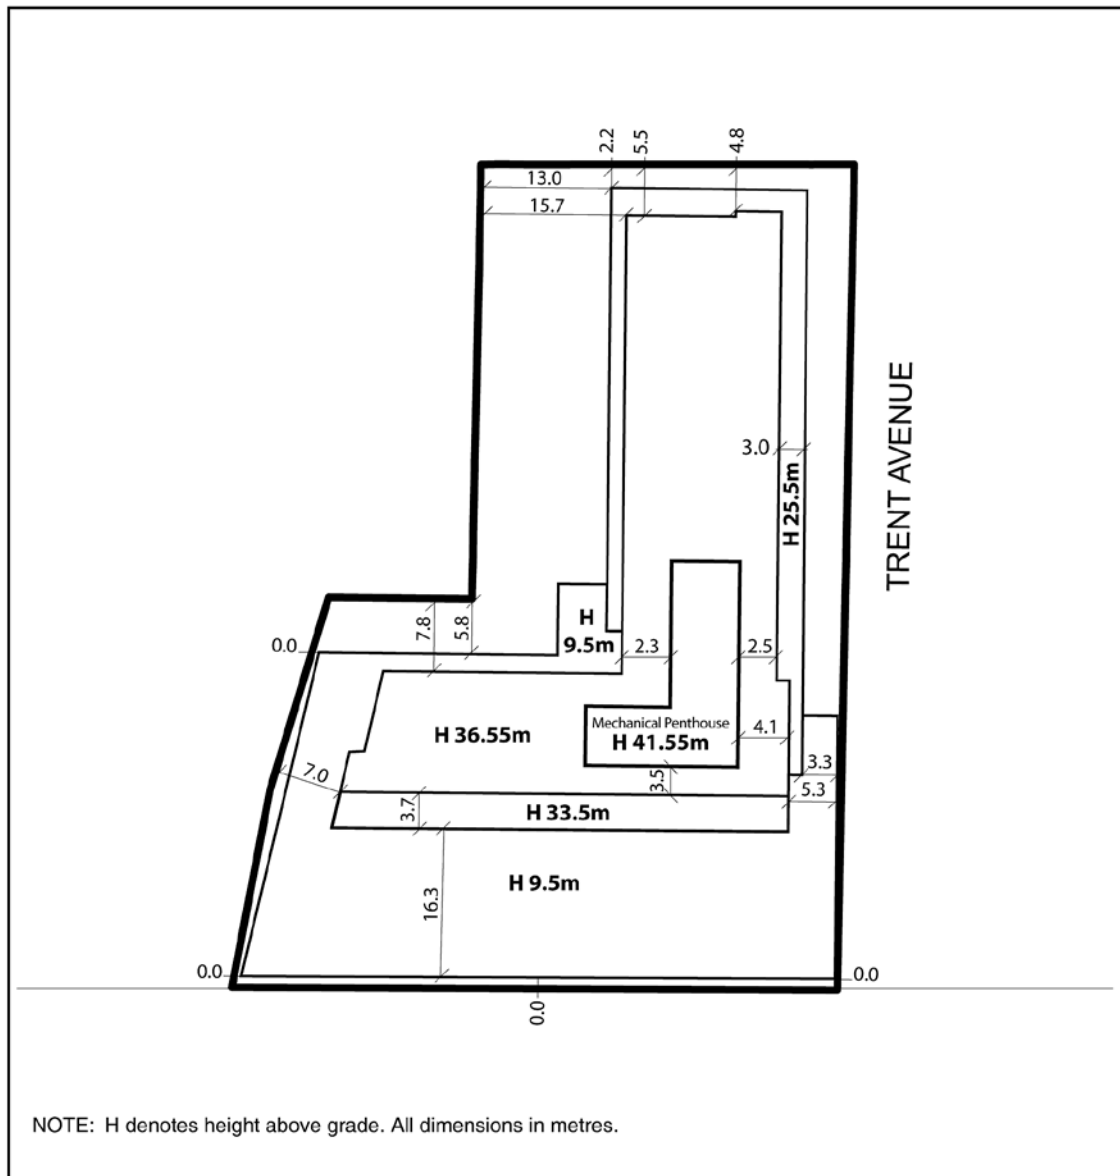 2.2
5.5
4.8
13.0
15.7
TRENT AVENUE
3.0
H 25.5m
7.8
5.8
H
9.5m
0.0
2.3
2.5
Mechanical Penthouse
H 41.55m
H 36.55m
4.1
7.0
3.5
3.3
5.3
3.7
H 33.5m
H 9.5m
16.3
0.0
0.0
0.0
NOTE: H denotes height above grade. All dimensions in metres.